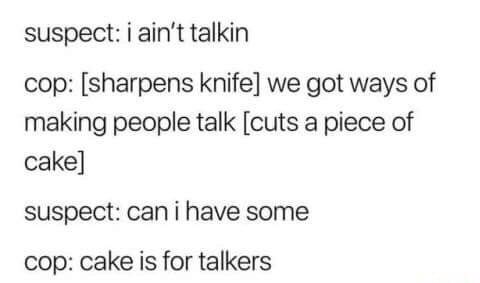 suspect: i ain't talkin
cop: [sharpens knife] we got ways of
making people talk [cuts a piece of
cake]
suspect: can i have some
cop: cake is for talkers